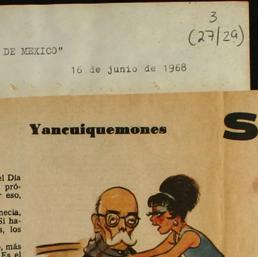 3
(27/29)
DE MEXICO"
16 de junio de 1968
Yancuiquemones
S
el Día
pró-
r eso,
necia,
Si ha-
s, los
o, más
Es el